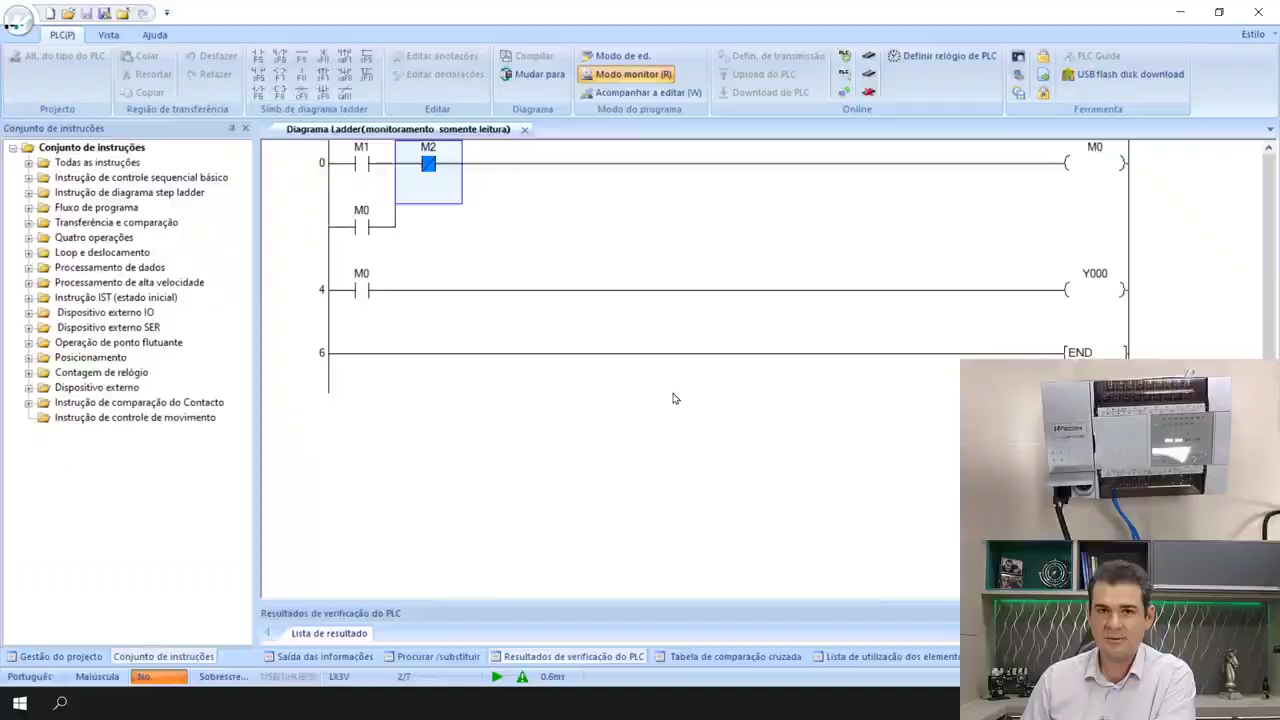 Estilo
PLC(P) Vista Ajuda
Alt. do tipo do PLC
Projecto
Colar
Recortar
Copiar
Desfazer
Refazer
Região de transferência
Símb.de diagrama ladder
Editar anotações
Editar declarações
Editar
Compilar
Mudar para
Diagrama
Modo de ed.
Modo monitor (R)
Acompanhar a editar (W)
Modo do programa
Defin. de transmissão
Upload do PLC
Download do PLC
Definir relógio de PLC
Online
PLC Guide
USB flash disk download
Ferramenta
Conjunto de instruções
Conjunto de instruções
Todas as instruções
Instrução de controle sequencial básico
Instrução de diagrama step ladder
Fluxo de programa
Transferência e comparação
Quatro operações
Loop e deslocamento
Processamento de dados
Processamento de alta velocidade
Instrução IST (estado inicial)
Dispositivo externo IO
Dispositivo externo SER
Operação de ponto flutuante
Posicionamento
Contagem de relógio
Dispositivo externo
Instrução de comparação do Contacto
Instrução de controle de movimento
Diagrama Ladder(monitoramento somente leitura)
M1 M2 M0
0
M0
M0 Y000
4
6 END
Resultados de verificação do PLC
Lista de resultado
Gestão do projecto Conjunto de instruções Saída das informações Procurar /substituir Resultados de verificação do PLC Tabela de comparação cruzada Lista de utilização dos element
Português Maiúscula No. Sobrescre... LX3V 2/7 0.6ms
WECON